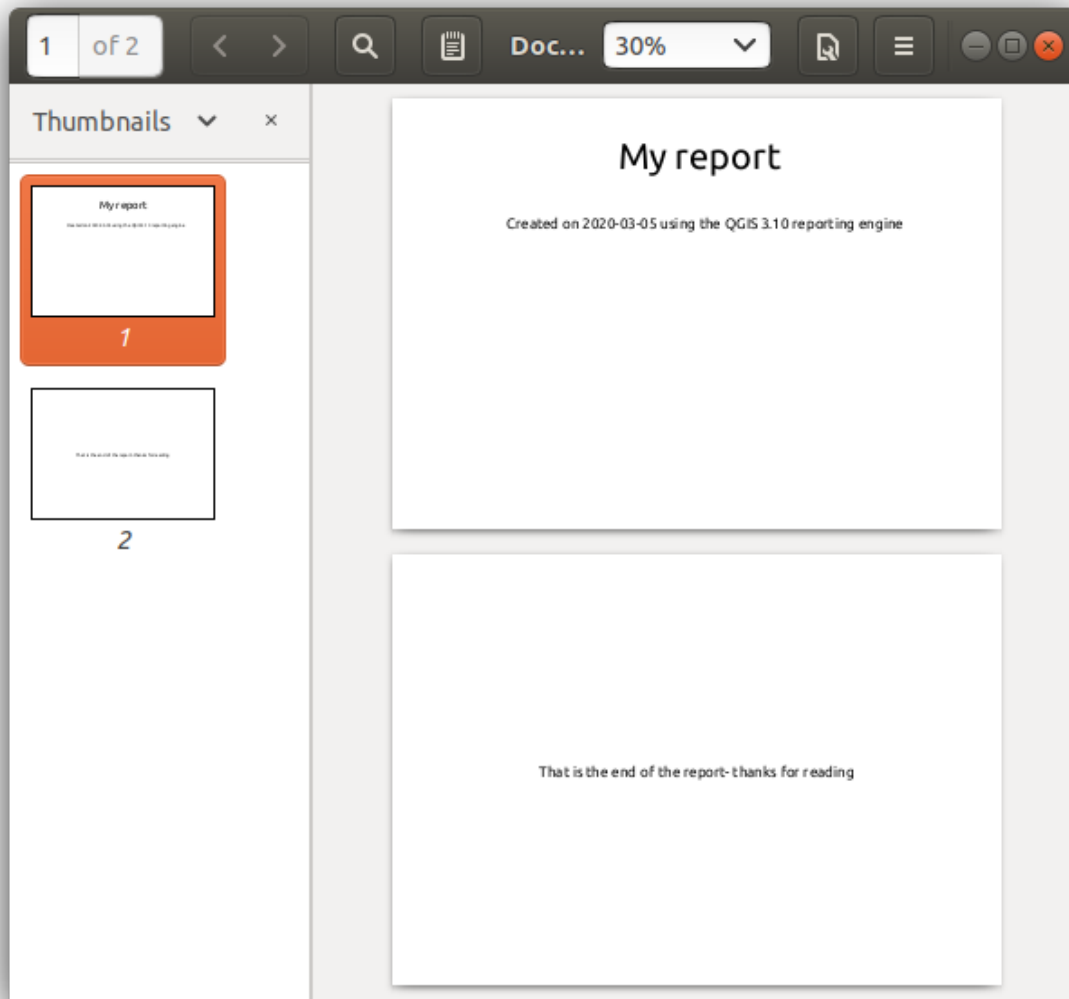 1 of 2
Doc...
30%
Thumbnails
My report
1
2
My report
Created on 2020-03-05 using the QGIS 3.10 reporting engine
That is the end of the report- thanks for reading